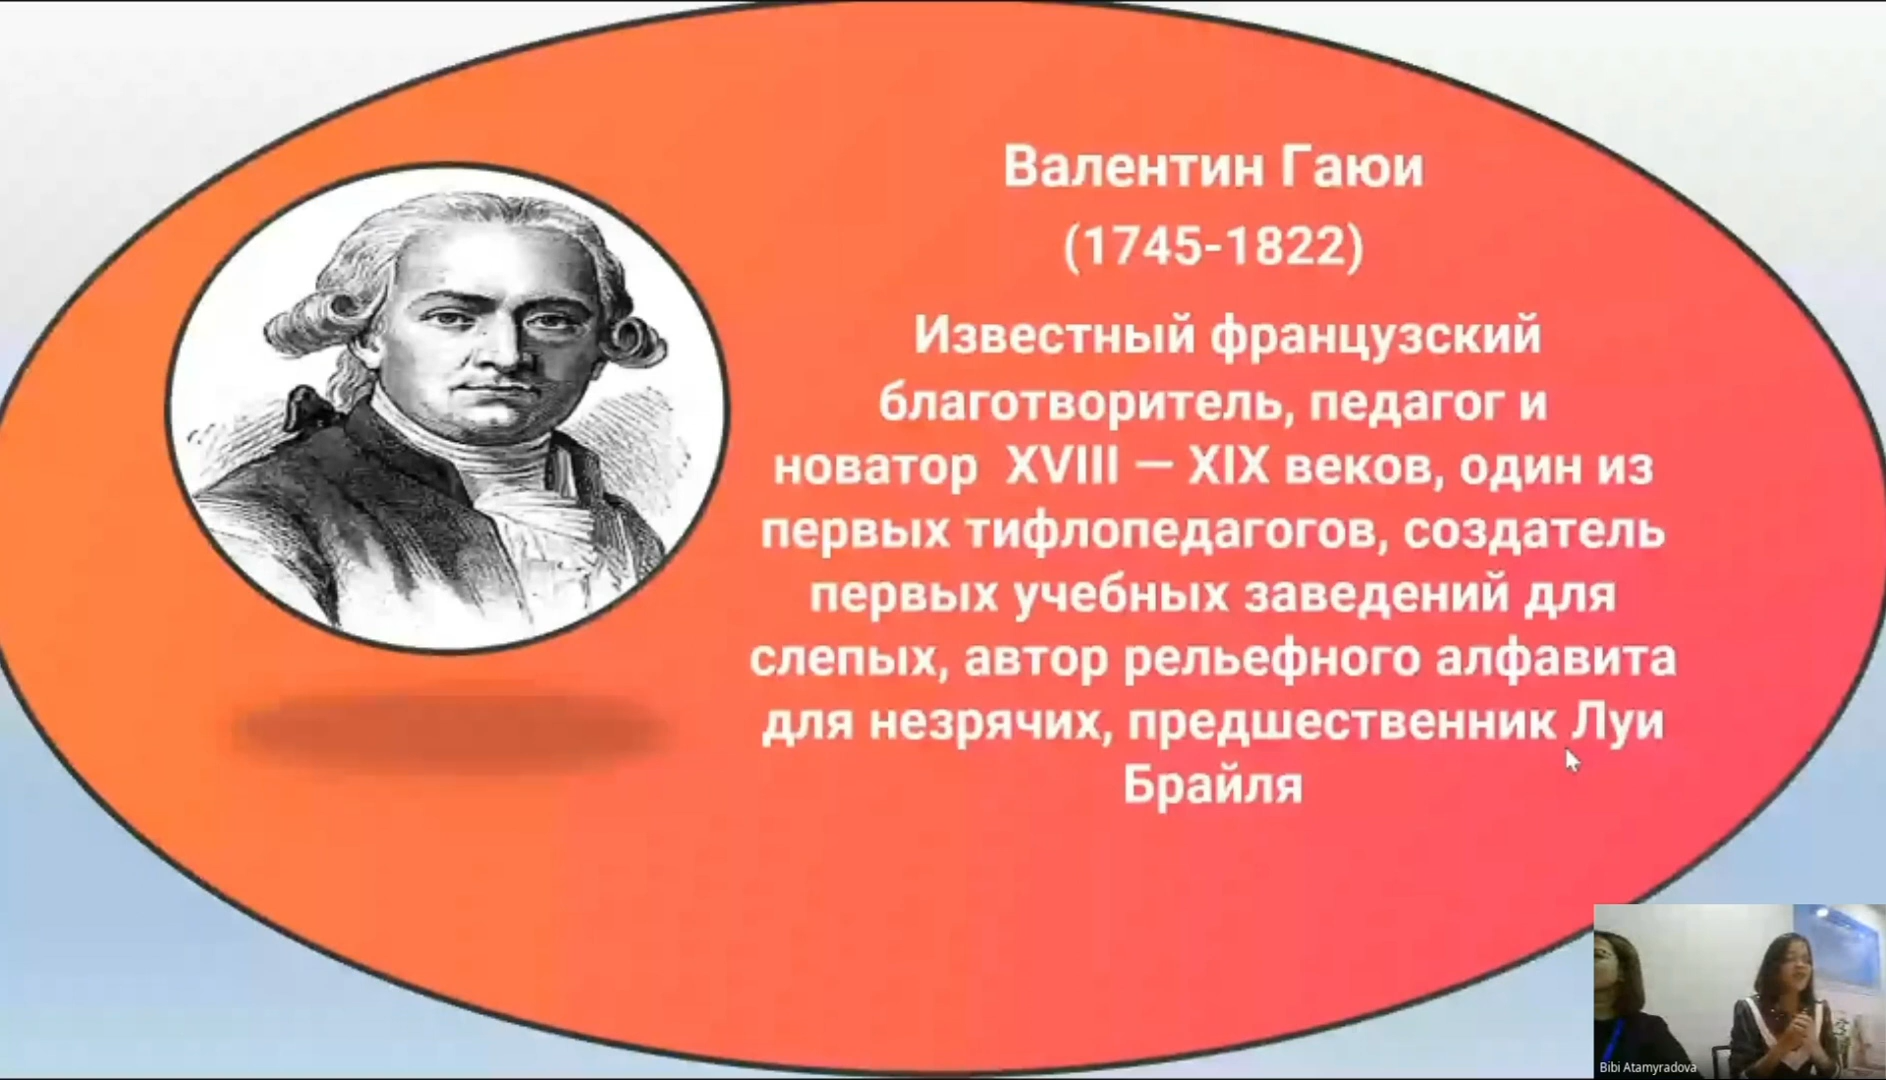 Валентин Гаюи
(1745-1822)
Известный французский
благотворитель, педагог и
новатор XVIII — XIX веков, один из
первых тифлопедагогов, создатель
первых учебных заведений для
слепых, автор рельефного алфавита
для незрячих, предшественник Луи
Брайля
Bibi Atamyradova